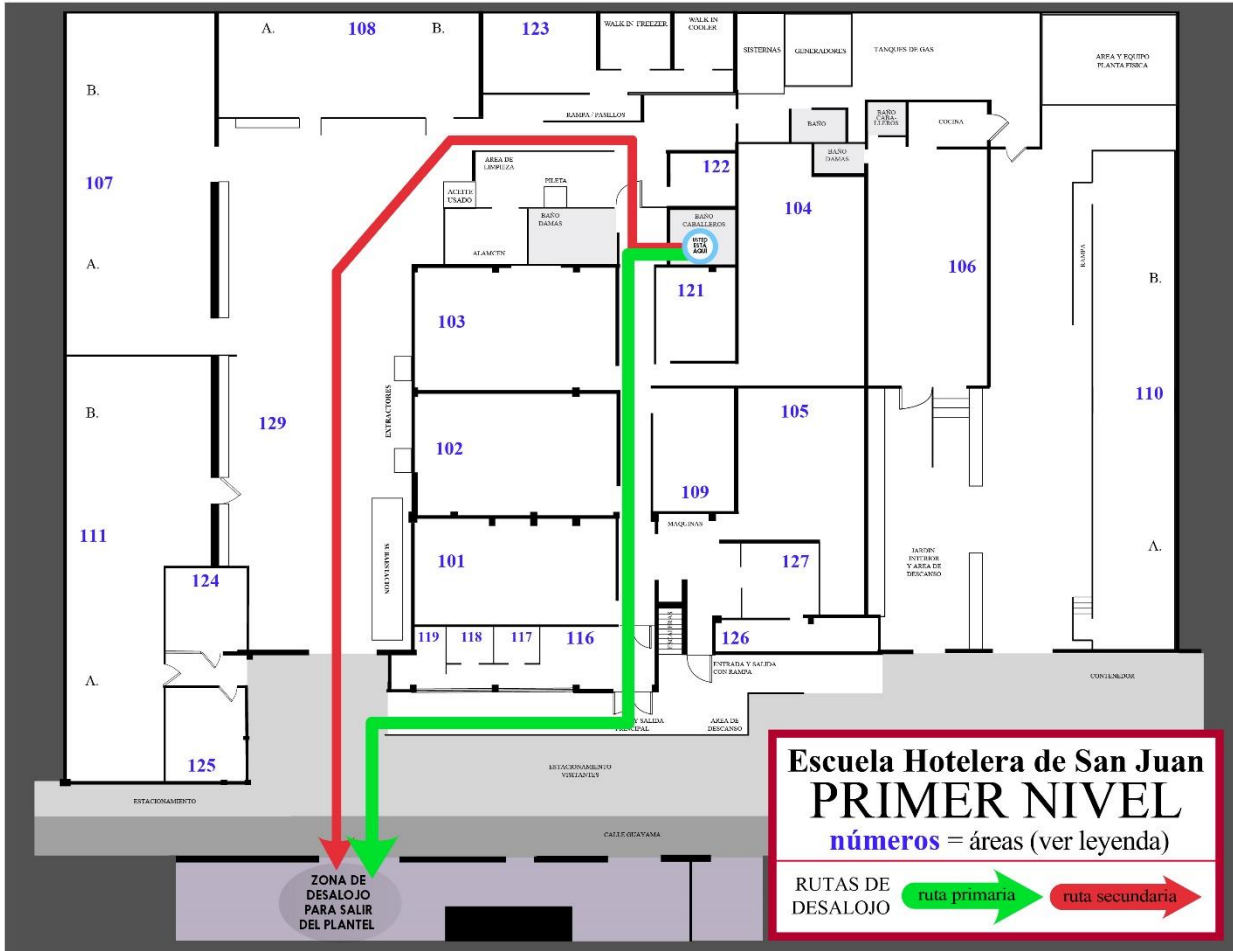 A.
108
B.
123
WALK IN FREEZER
WALK IN
COOLER
SISTERNAS
GENERADORES
TANQUES DE GAS
AREA Y EQUIPO
PLANTA FISICA
B.
RAMPA / PASILLOS
BAÑO
BAÑO
CABA-
LLEROS
COCINA
AREA DE
LIMPIEZA
BAÑO
DAMAS
122
107
ACEITE
USADO
PILETA
104
BAÑO
DAMAS
BAÑO
CABALLEROS
USTED
ESTÁ
AQUÍ
ALAMCEN
A.
106
RAMPA
B.
121
103
110
B.
129
EXTRACTORES
105
102
109
111
MAQUINAS
101
SUBAESTACION
127
JARDIN
INTERIOR
Y AREA DE
DESCANSO
A.
124
119
118
117
116
ESCALERAS
126
A.
ENTRADA Y SALIDA
CON RAMPA
CONTENEDOR
Y SALIDA
PRINCIPAL
AREA DE
DESCANSO
125
ESTACIONAMIENTO
VISITANTES
ESTACIONAMIENTO
CALLE GUAYAMA
ZONA DE
DESALOJO
PARA SALIR
DEL PLANTEL
Escuela Hotelera de San Juan
PRIMER NIVEL
números = áreas (ver leyenda)
RUTAS DE
DESALOJO
ruta primaria
ruta secundaria